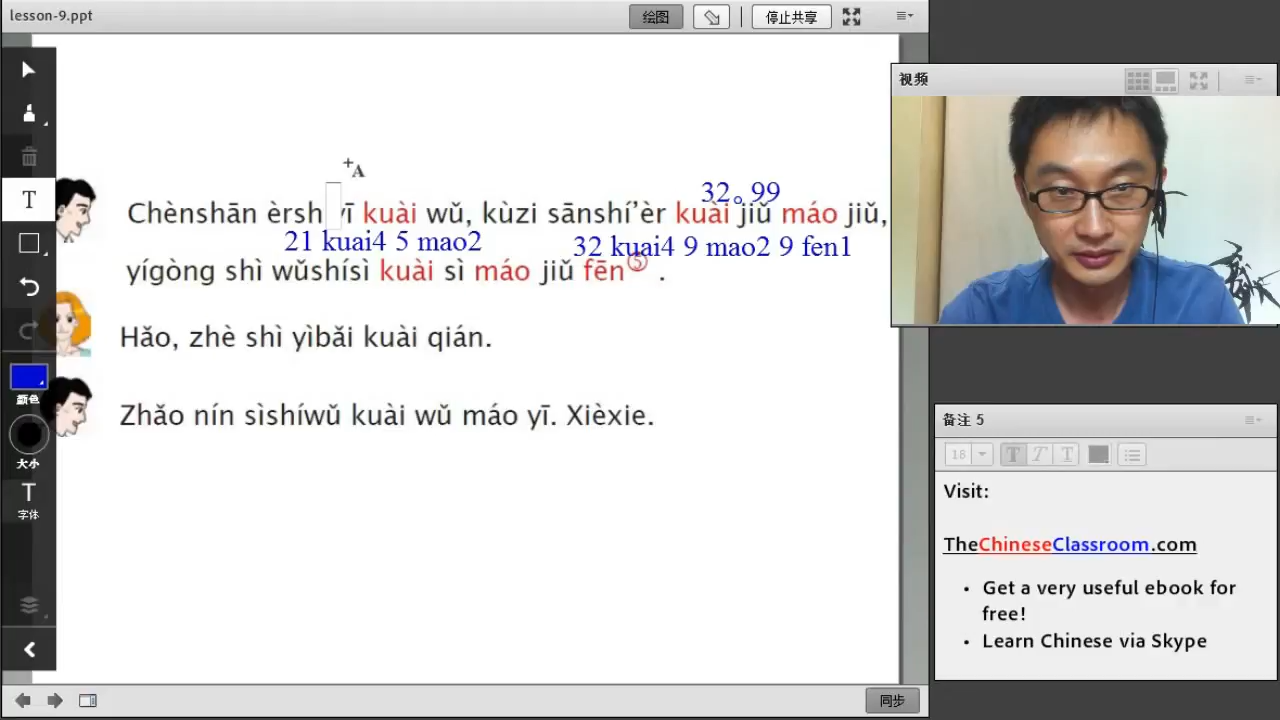 lesson-9.ppt
绘图
停止共享
视频
+A
32。99
Chènshān èrsh yī kuài wǔ, kùzi sānshí’èr kuài jiǔ máo jiǔ,
21 kuai4 5 mao2
32 kuai4 9 mao2 9 fen1
yígòng shì wǔshísì kuài sì máo jiǔ fēn⑤ .
Hǎo, zhè shì yìbǎi kuài qián.
Zhǎo nín sìshíwǔ kuài wǔ máo yī. Xièxie.
T
颜色
大小
T
字体
备注 5
18
T T T
Visit:
TheChineseClassroom.com
• Get a very useful ebook for
free!
• Learn Chinese via Skype
同步